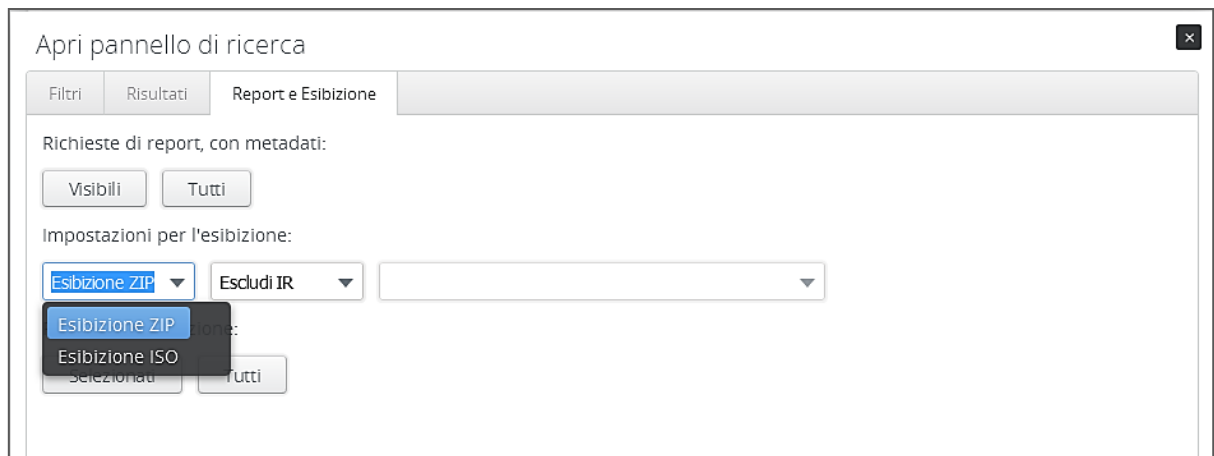 Apri pannello di ricerca
Filtri Risultati Report e Esibizione
Richieste di report, con metadati:
Visibili Tutti
Impostazioni per l'esibizione:
Esibizione ZIP Escludi IR
Esibizione ZIP
Esibizione ISO
Selezionati Tutti